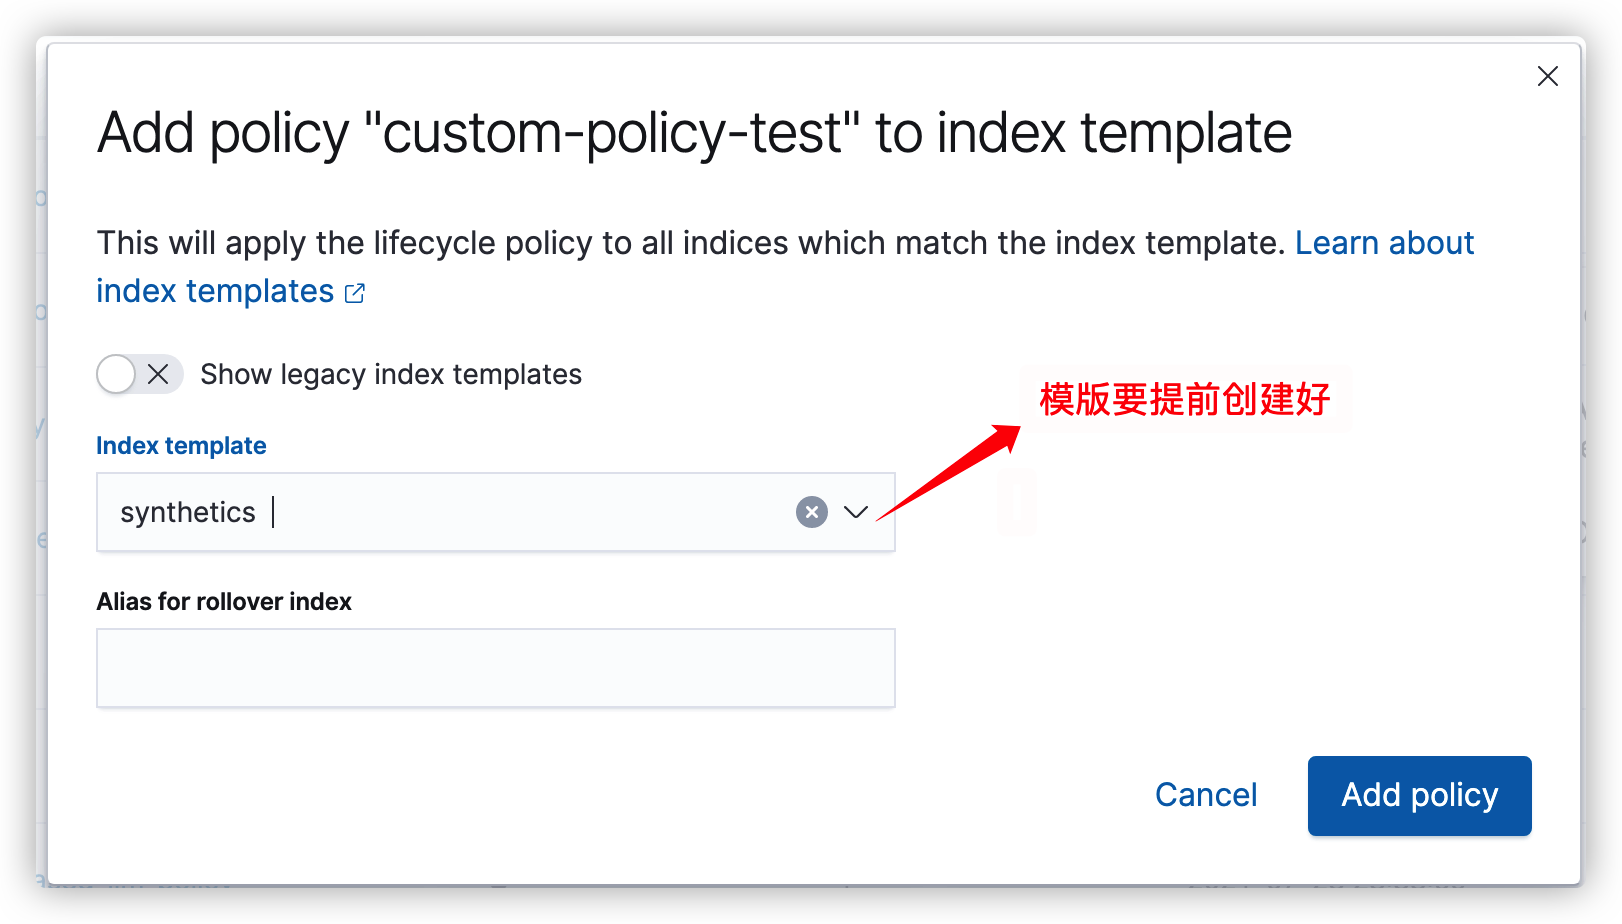 Add policy "custom-policy-test" to index template
This will apply the lifecycle policy to all indices which match the index template. Learn about
index templates
Show legacy index templates
模版要提前创建好
Index template
synthetics
Alias for rollover index
Cancel
Add policy